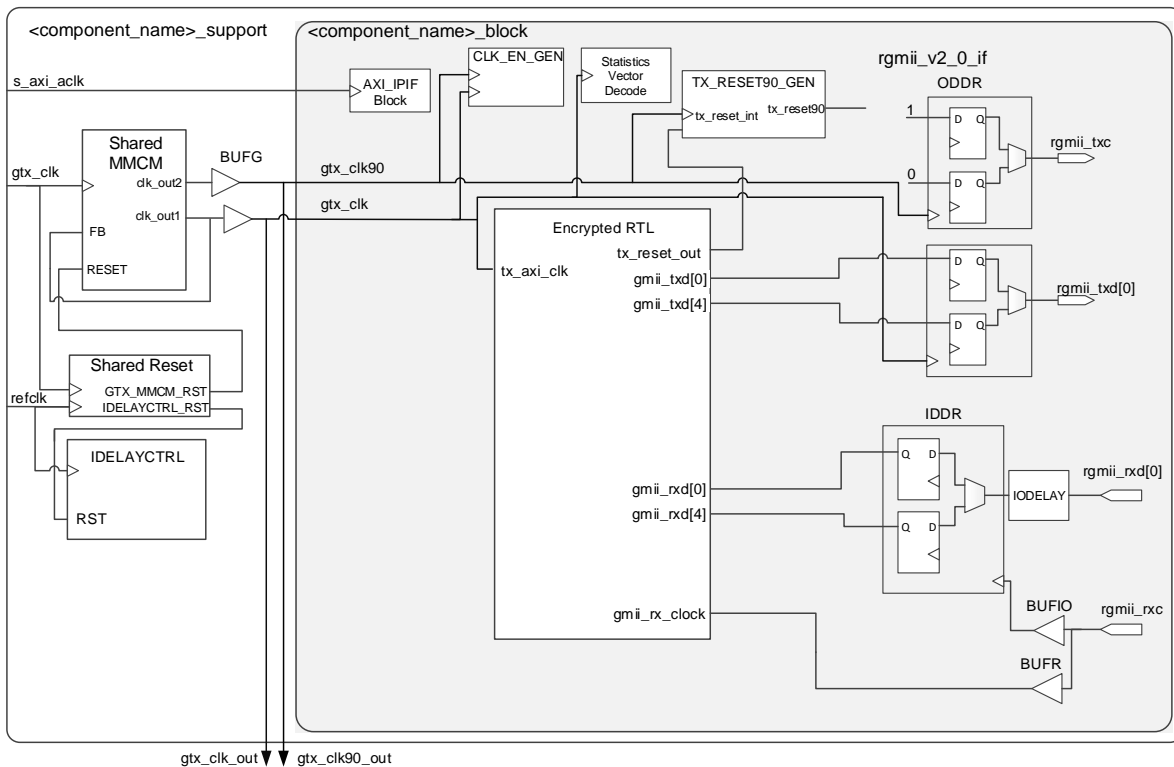 <component_name>_support
<component_name>_block
s_axi_aclk
AXI_IPIF
Block
CLK_EN_GEN
Statistics
Vector
Decode
TX_RESET90_GEN
tx_reset_int
tx_reset90
rgmii_v2_0_if
ODDR
1
D
Q
0
D
Q
rgmii_txc
Shared
MMCM
gtx_clk
clk_out2
clk_out1
FB
RESET
BUFG
gtx_clk90
gtx_clk
Encrypted RTL
tx_reset_out
tx_axi_clk
gmii_txd[0]
gmii_txd[4]
D
Q
D
Q
rgmii_txd[0]
Shared Reset
GTX_MMCM_RST
IDELAYCTRL_RST
refclk
IDELAYCTRL
RST
IDDR
gmii_rxd[0]
gmii_rxd[4]
Q
D
Q
D
IODELAY
rgmii_rxd[0]
gmii_rx_clock
BUFIO
rgmii_rxc
BUFR
gtx_clk_out
gtx_clk90_out